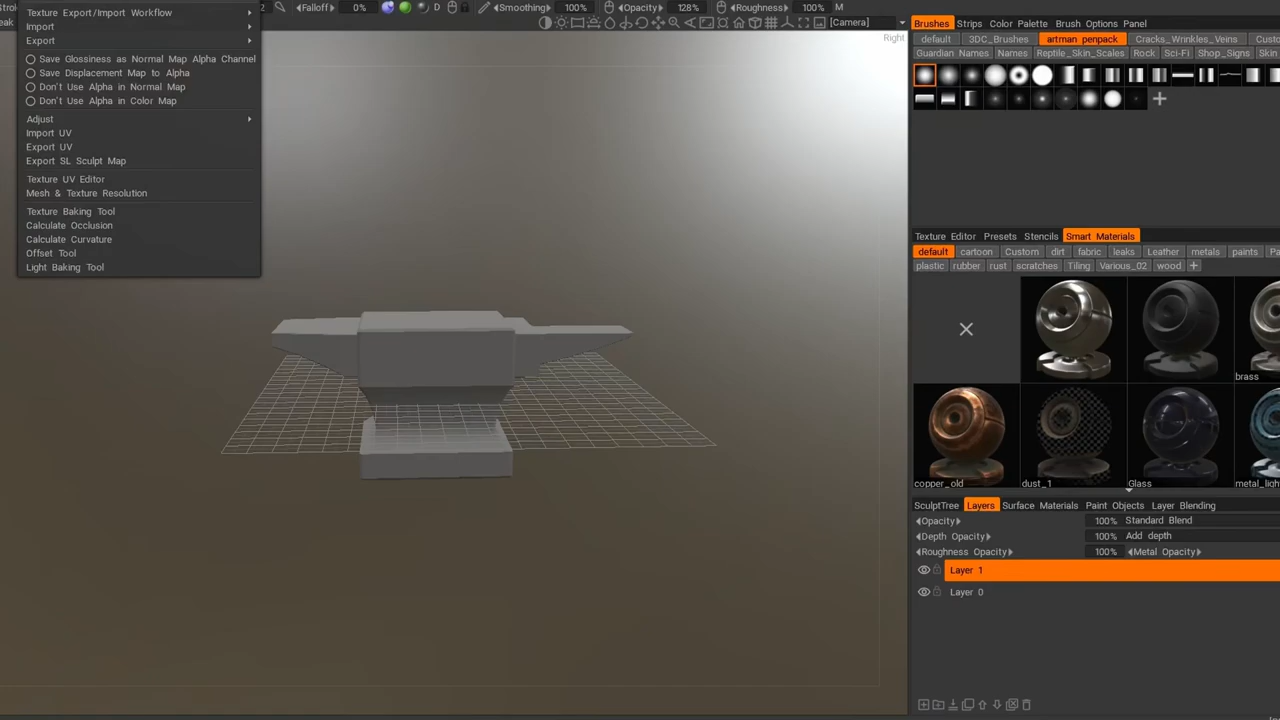 Falloff 0% D Smoothing 100% Opacity 128% Roughness 100% M
[Camera]
Right
Texture Export/Import Workflow
Import
Export
Save Glossiness as Normal Map Alpha Channel
Save Displacement Map to Alpha
Don't Use Alpha in Normal Map
Don't Use Alpha in Color Map
Adjust
Import UV
Export UV
Export SL Sculpt Map
Texture UV Editor
Mesh & Texture Resolution
Texture Baking Tool
Calculate Occlusion
Calculate Curvature
Offset Tool
Light Baking Tool
Brushes Strips Color Palette Brush Options Panel
default 3DC_Brushes artman penpack Cracks_Wrinkles_Veins Custo
Guardian Names Names Reptile_Skin_Scales Rock Sci-Fi Shop_Signs Skin
Texture Editor Presets Stencils Smart Materials
default cartoon Custom dirt fabric leaks Leather metals paints Pa
plastic rubber rust scratches Tiling Various_02 wood +
brass
copper_old dust_1 Glass metal_ligh
SculptTree Layers Surface Materials Paint Objects Layer Blending
Opacity 100% Standard Blend
Depth Opacity 100% Add depth
Roughness Opacity 100% Metal Opacity
Layer 1
Layer 0